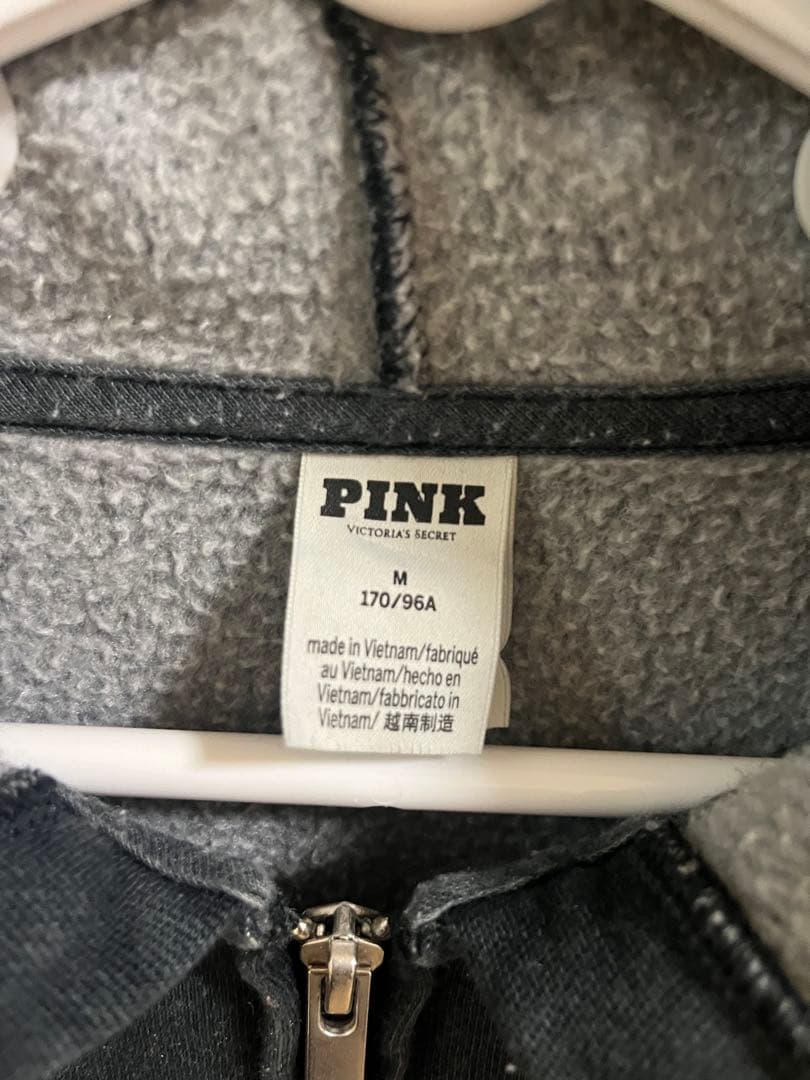 PINK
VICTORIA'S SECRET
M
170/96A
made in Vietnam/fabriqué
au Vietnam/hecho en
Vietnam/fabbricato in
Vietnam/ 越南制造